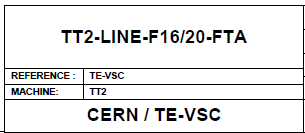 TT2-LINE-F16/20-FTA
REFERENCE : TE-VSC
MACHINE: TT2
CERN / TE-VSC